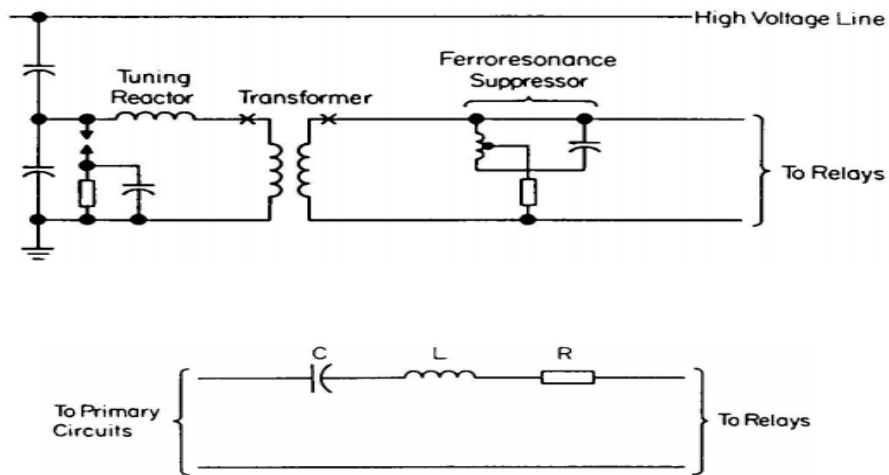 High Voltage Line
Ferroresonance
Suppressor
Tuning
Reactor
Transformer
To Relays
C
L
R
To Primary
Circuits
To Relays